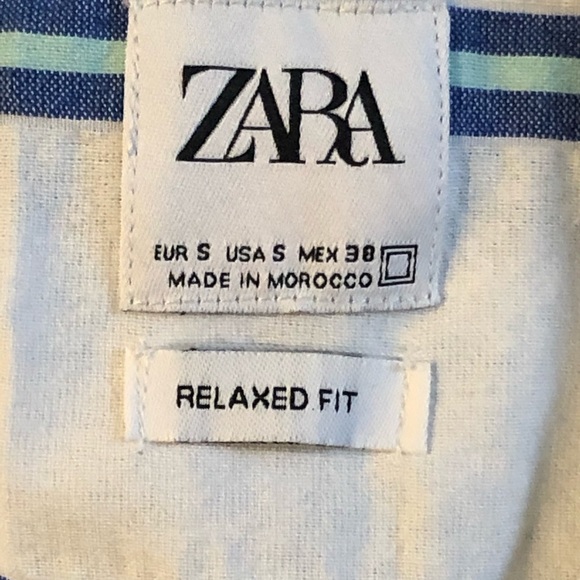 ZARA
EUR S USA S MEX 38
MADE IN MOROCCO
RELAXED FIT